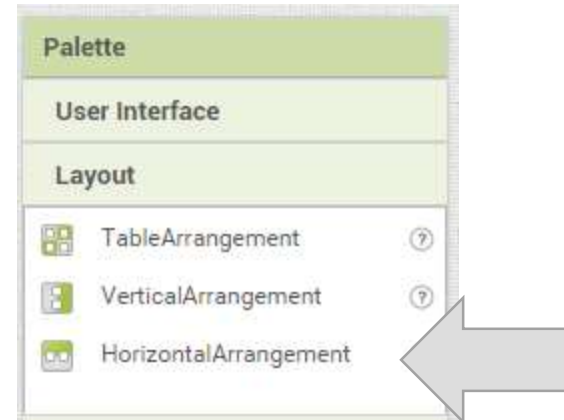 Palette
User Interface
Layout
TableArrangement ?
VerticalArrangement ?
HorizontalArrangement